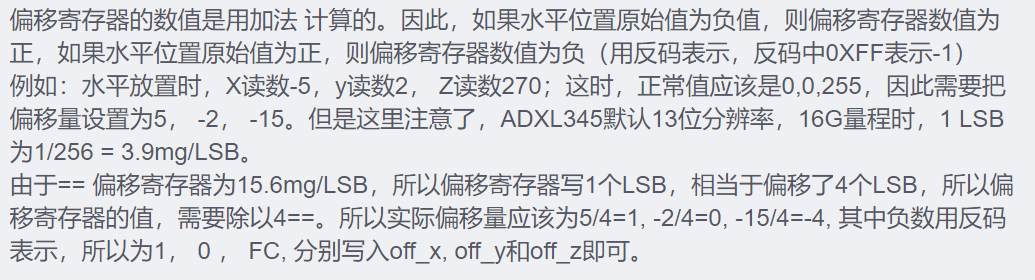 偏移寄存器的数值是用加法 计算的。因此，如果水平位置原始值为负值，则偏移寄存器数值为
正，如果水平位置原始值为正，则偏移寄存器数值为负（用反码表示，反码中0XFF表示-1）
例如：水平放置时，X读数-5，y读数2， Z读数270；这时，正常值应该是0,0,255，因此需要把
偏移量设置为5， -2， -15。但是这里注意了，ADXL345默认13位分辨率，16G量程时，1 LSB
为1/256 = 3.9mg/LSB。
由于== 偏移寄存器为15.6mg/LSB，所以偏移寄存器写1个LSB，相当于偏移了4个LSB，所以偏
移寄存器的值，需要除以4==。所以实际偏移量应该为5/4=1, -2/4=0, -15/4=-4, 其中负数用反码
表示，所以为1， 0 ， FC, 分别写入off_x, off_y和off_z即可。